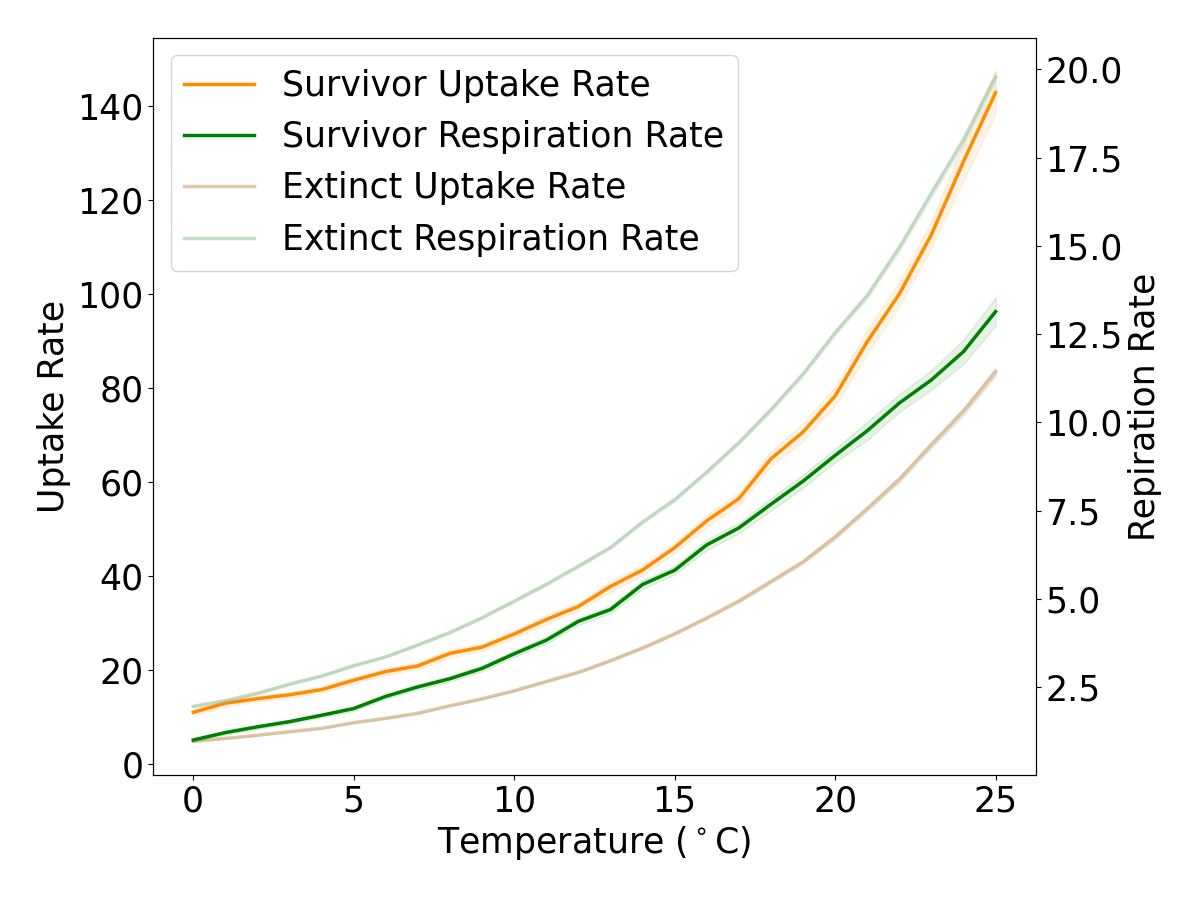 Survivor Uptake Rate
Survivor Respiration Rate
Extinct Uptake Rate
Extinct Respiration Rate
Uptake Rate
140
120
100
80
60
40
20
0
20.0
17.5
15.0
12.5
10.0
7.5
5.0
2.5
Repiration Rate
0 5 10 15 20 25
Temperature (°C)